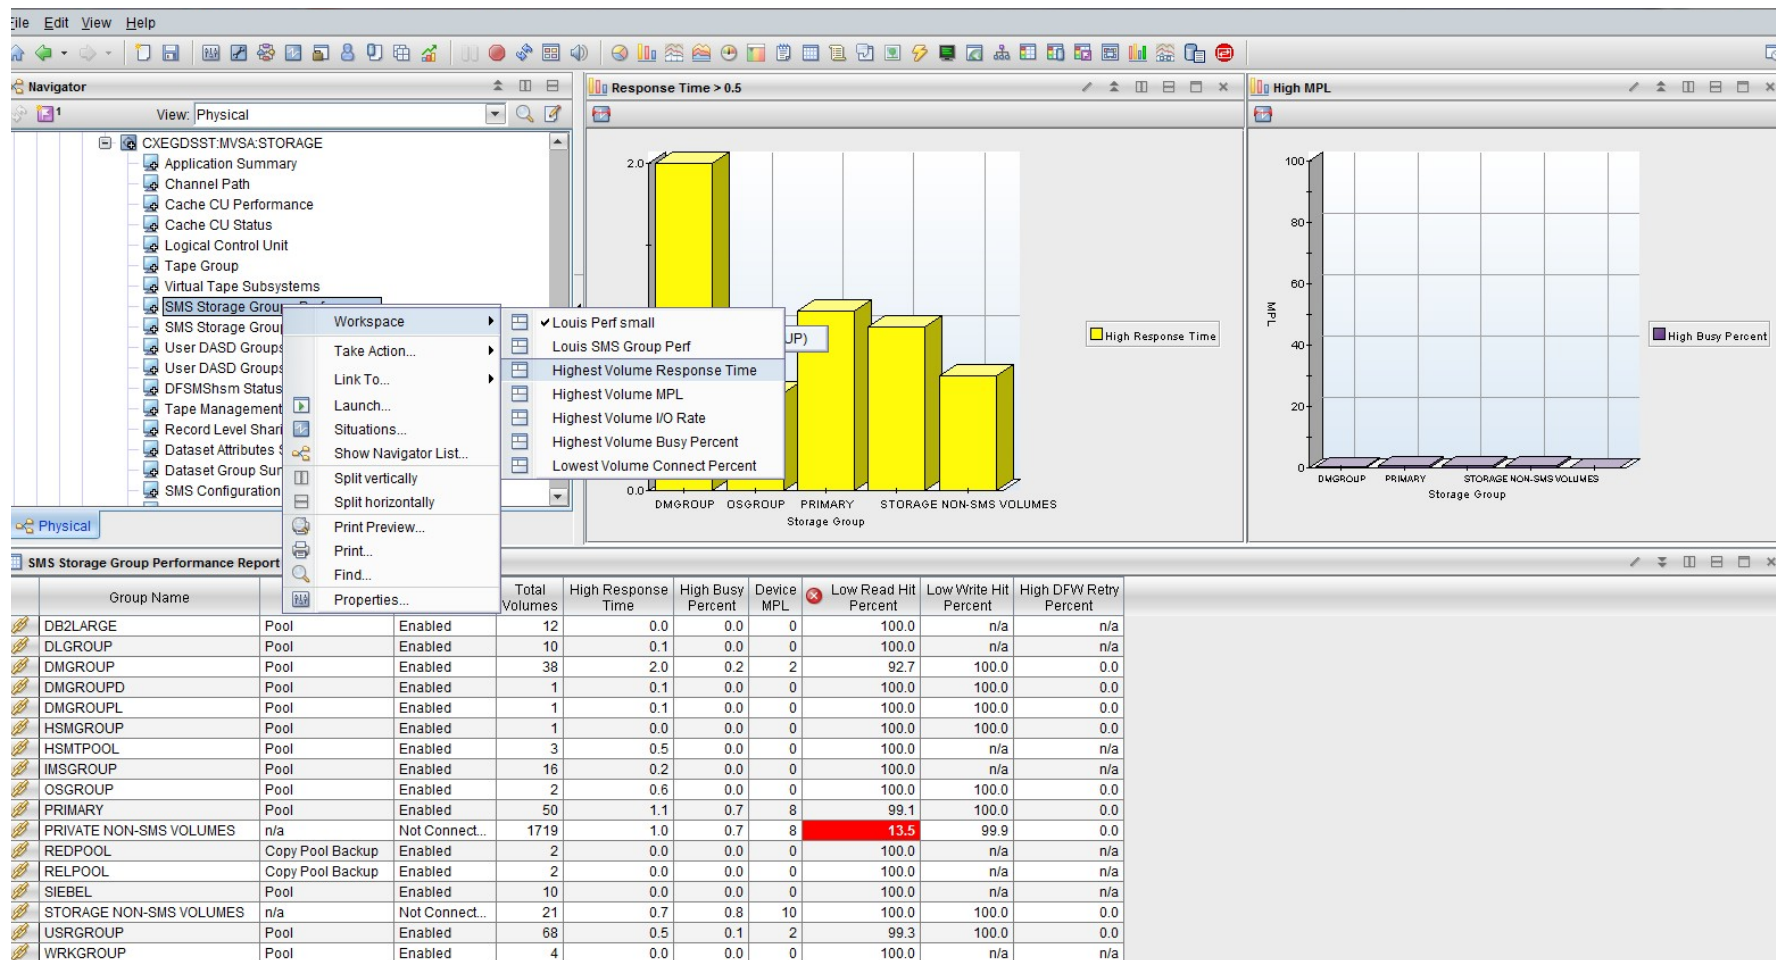 File Edit View Help
Navigator
1
View: Physical
CXEGDSST:MVSA:STORAGE
Application Summary
Channel Path
Cache CU Performance
Cache CU Status
Logical Control Unit
Tape Group
Virtual Tape Subsystems
SMS Storage Group
SMS Storage Group
User DASD Groups
User DASD Groups
DFSMShsm Status
Tape Management
Record Level
Dataset Attributes
Dataset Group
SMS Configuration
Physical
Workspace
Take Action...
Link To...
Launch...
Situations...
Show Navigator List...
Split vertically
Split horizontally
Print Preview...
Print...
Find...
Properties...
✔Louis Perf small
Louis SMS Group Perf
Highest Volume Response Time
Highest Volume MPL
Highest Volume I/O Rate
Highest Volume Busy Percent
Lowest Volume Connect Percent
UP)
Response Time > 0.5
2.0
0.0
DMGROUP OSGROUP PRIMARY STORAGE NON-SMS VOLUMES
Storage Group
High Response Time
High MPL
100
80
60
40
20
0
MPL
DMGROUP PRIMARY STORAGE NON-SMS VOLUMES
Storage Group
High Busy Percent
SMS Storage Group Performance Report
Group Name Total Volumes High Response Time High Busy Percent Device MPL Low Read Hit Percent Low Write Hit Percent High DFW Retry Percent
DB2LARGE Pool Enabled 12 0.0 0.0 0 100.0 n/a n/a
DLGROUP Pool Enabled 10 0.1 0.0 0 100.0 n/a n/a
DMGROUP Pool Enabled 38 2.0 0.2 2 92.7 100.0 0.0
DMGROUPD Pool Enabled 1 0.1 0.0 0 100.0 100.0 0.0
DMGROUPL Pool Enabled 1 0.1 0.0 0 100.0 100.0 0.0
HSMGROUP Pool Enabled 1 0.0 0.0 0 100.0 100.0 0.0
HSMTPOOL Pool Enabled 3 0.5 0.0 0 100.0 n/a n/a
IMSGROUP Pool Enabled 16 0.2 0.0 0 100.0 n/a n/a
OSGROUP Pool Enabled 2 0.6 0.0 0 100.0 100.0 0.0
PRIMARY Pool Enabled 50 1.1 0.7 8 99.1 100.0 0.0
PRIVATE NON-SMS VOLUMES n/a Not Connect... 1719 1.0 0.7 8 13.5 99.9 0.0
REDPOOL Copy Pool Backup Enabled 2 0.0 0.0 0 100.0 n/a n/a
RELPOOL Copy Pool Backup Enabled 2 0.0 0.0 0 100.0 n/a n/a
SIEBEL Pool Enabled 10 0.0 0.0 0 100.0 n/a n/a
STORAGE NON-SMS VOLUMES n/a Not Connect... 21 0.7 0.8 10 100.0 100.0 0.0
USRGROUP Pool Enabled 68 0.5 0.1 2 99.3 100.0 0.0
WRKGROUP Pool Enabled 4 0.0 0.0 0 100.0 n/a n/a